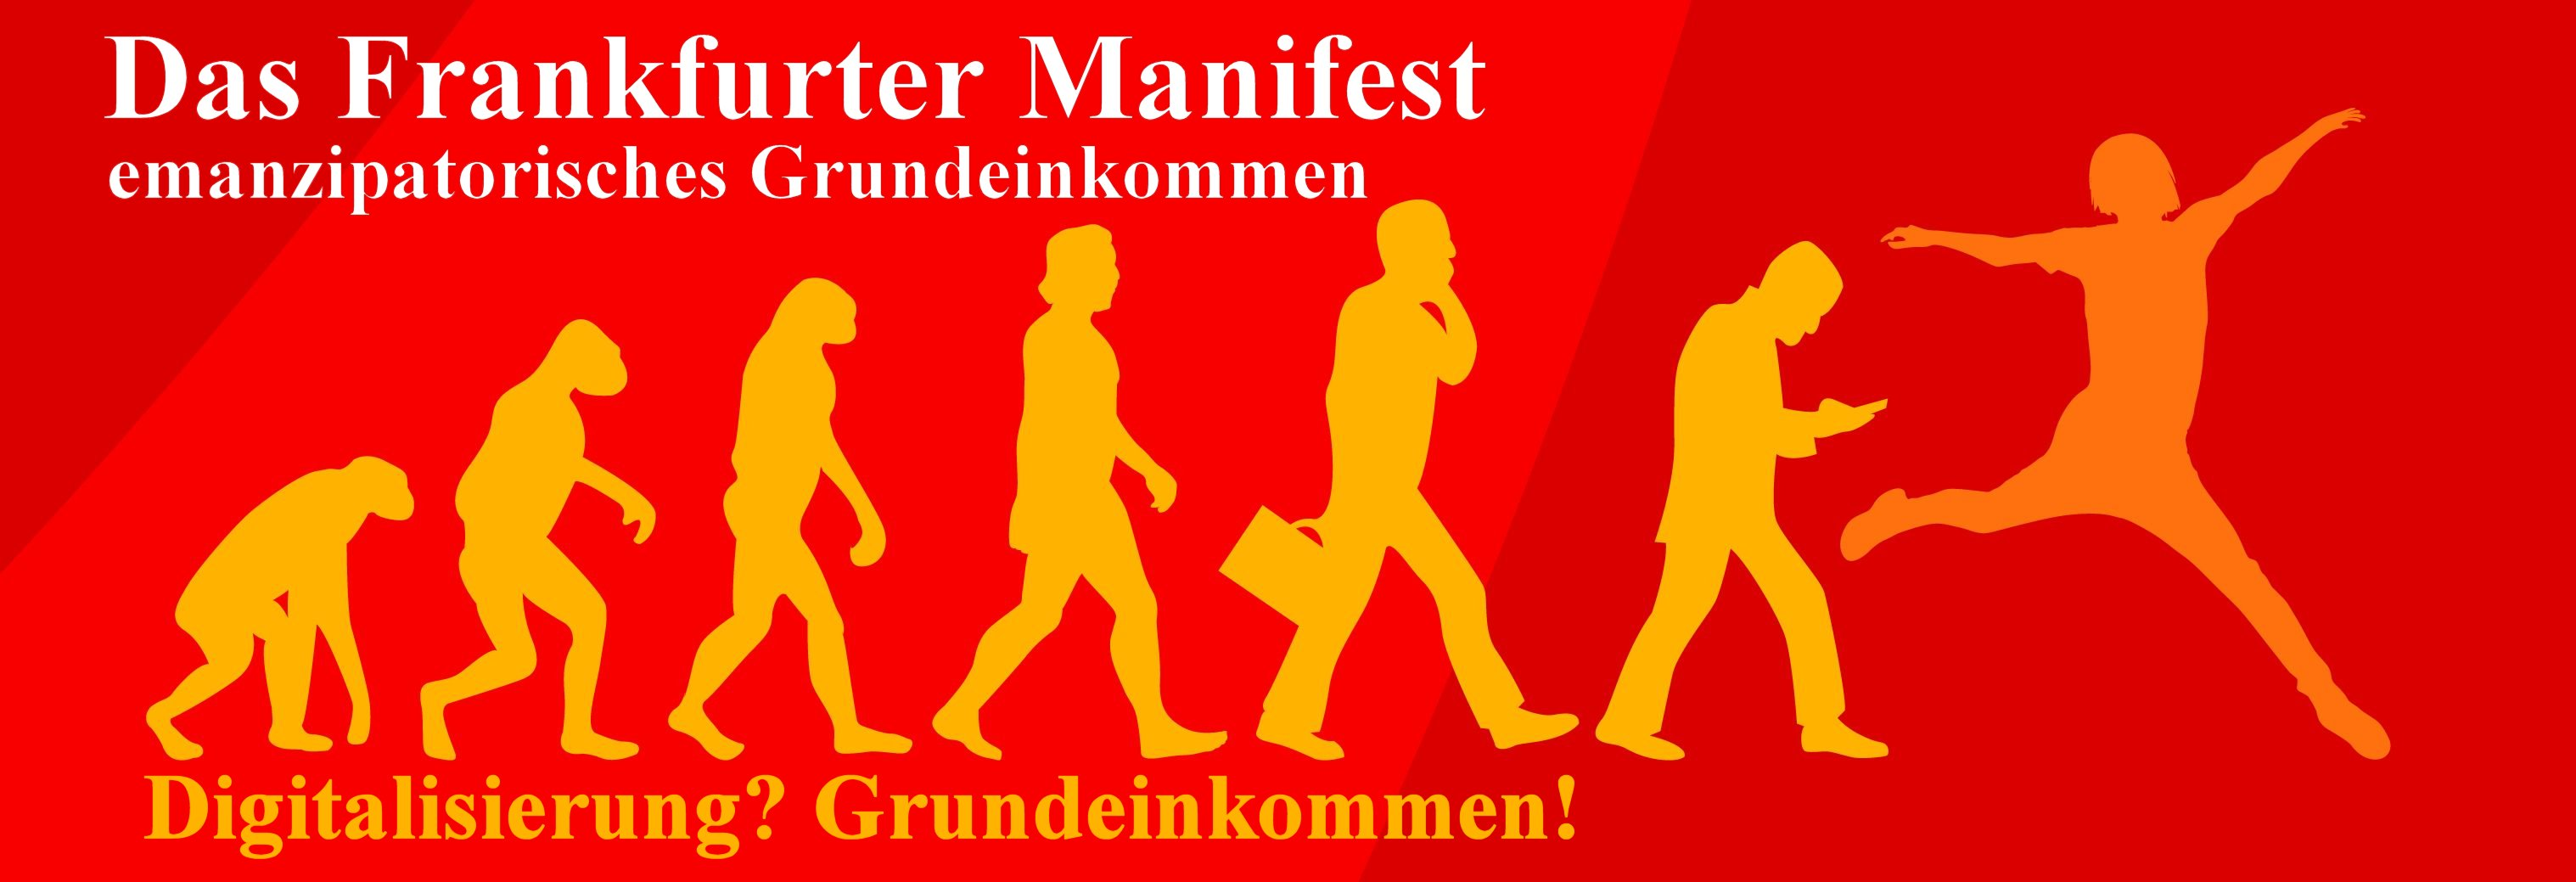 Das Frankfurter Manifest
emanzipatorisches Grundeinkommen
Digitalisierung? Grundeinkommen!